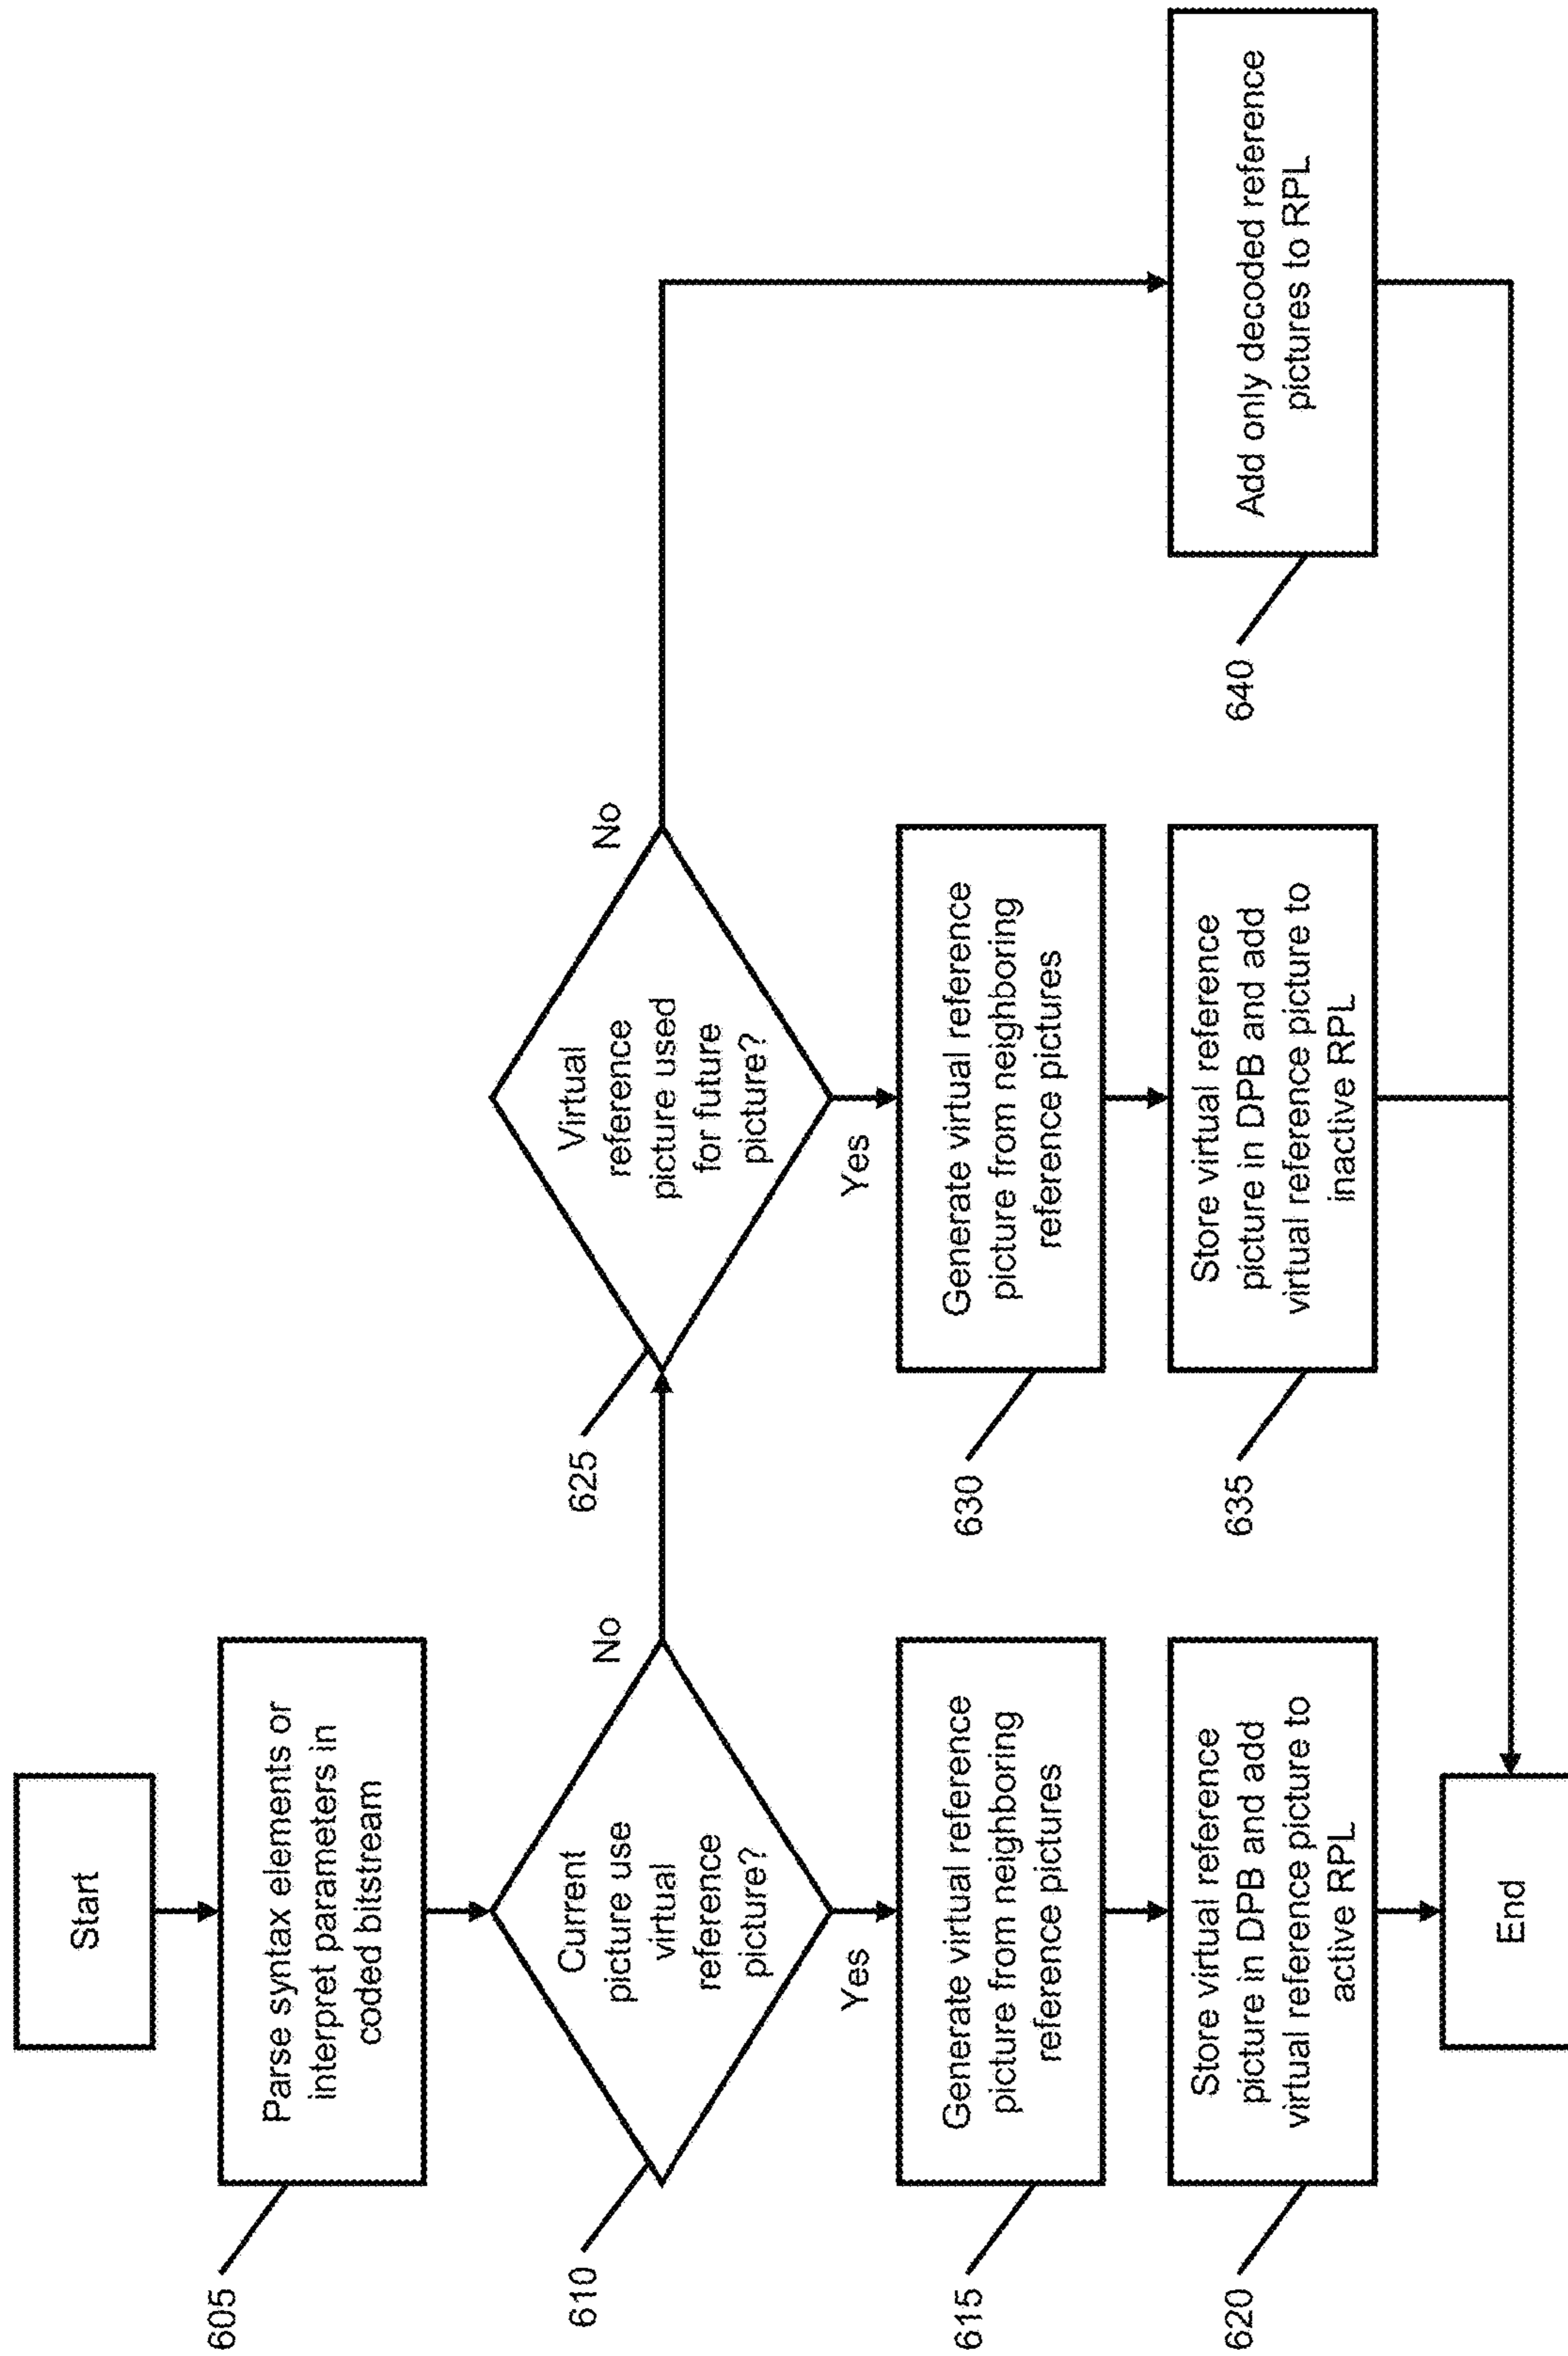 Start
605
Parse syntax elements or
interpret parameters in
coded bitstream
610
Current
picture use
virtual
reference
picture?
No
Yes
615
Generate virtual reference
picture from neighboring
reference pictures
620
Store virtual reference
picture in DPB and add
virtual reference picture to
active RPL
End
625
Virtual
reference
picture used
for future
picture?
No
Yes
630
Generate virtual reference
picture from neighboring
reference pictures
635
Store virtual reference
picture in DPB and add
virtual reference picture to
inactive RPL
640
Add only decoded reference
pictures to RPL